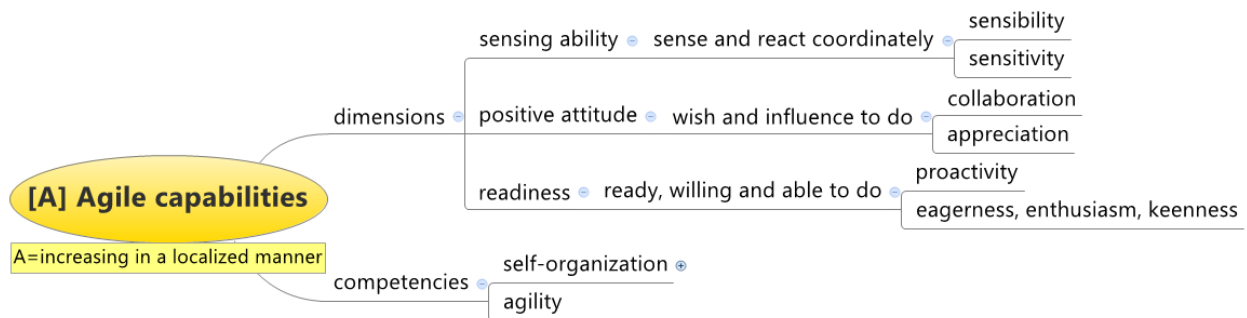 sensibility
sensing ability
sense and react coordinately
sensitivity
collaboration
dimensions
positive attitude
wish and influence to do
appreciation
proactivity
[A] Agile capabilities
readiness
ready, willing and able to do
eagerness, enthusiasm, keenness
A=increasing in a localized manner
self-organization
competencies
agility